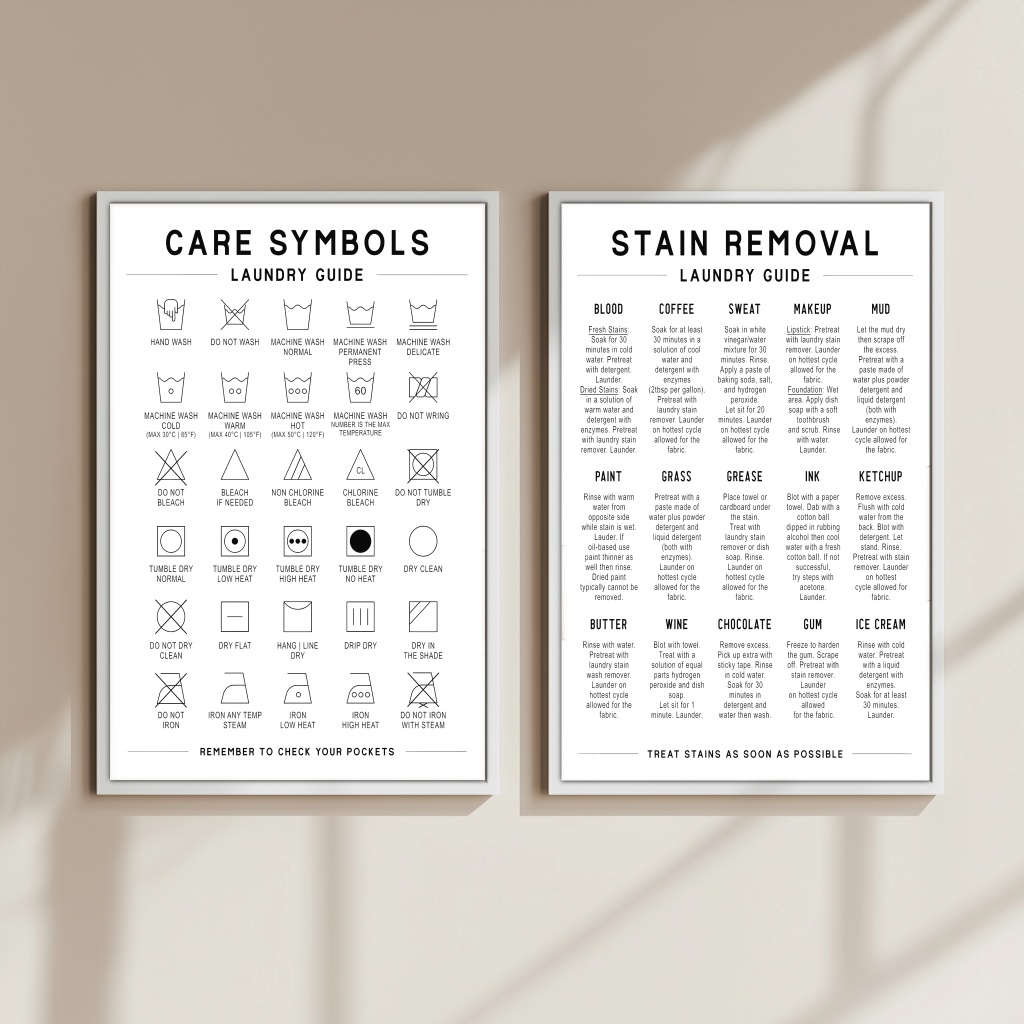 CARE SYMBOLS
LAUNDRY GUIDE
HAND WASH
DO NOT WASH
MACHINE WASH
NORMAL
MACHINE WASH
PERMANENT
PRESS
MACHINE WASH
DELICATE
60
MACHINE WASH
COLD
(MAX 30°C | 85°F)
MACHINE WASH
WARM
(MAX 40°C | 105°F)
MACHINE WASH
HOT
(MAX 50°C | 120°F)
MACHINE WASH
NUMBER IS THE MAX
TEMPERATURE
DO NOT WRING
CL
DO NOT
BLEACH
BLEACH
IF NEEDED
NON CHLORINE
BLEACH
CHLORINE
BLEACH
DO NOT TUMBLE
DRY
TUMBLE DRY
NORMAL
TUMBLE DRY
LOW HEAT
TUMBLE DRY
HIGH HEAT
TUMBLE DRY
NO HEAT
DRY CLEAN
DO NOT DRY
CLEAN
DRY FLAT
HANG | LINE
DRY
DRIP DRY
DRY IN
THE SHADE
DO NOT
IRON
IRON ANY TEMP
STEAM
IRON
LOW HEAT
IRON
HIGH HEAT
DO NOT IRON
WITH STEAM
REMEMBER TO CHECK YOUR POCKETS
STAIN REMOVAL
LAUNDRY GUIDE
BLOOD
Fresh Stains:
Soak for 30
minutes in cold
water. Pretreat
with detergent.
Launder.
Dried Stains: Soak
in a solution of
warm water and
detergent with
enzymes. Pretreat
with laundry stain
remover. Launder.
COFFEE
Soak for at least
30 minutes in a
solution of cool
water and
detergent with
enzymes
(2tbsp per gallon).
Pretreat with
laundry stain
remover. Launder
on hottest cycle
allowed for the
fabric.
SWEAT
Soak in white
vinegar/water
mixture for 30
minutes. Rinse.
Apply a paste of
baking soda, salt,
and hydrogen
peroxide.
Let sit for 20
minutes. Launder
on hottest cycle
allowed for the
fabric.
MAKEUP
Lipstick: Pretreat
with laundry stain
remover. Launder
on hottest cycle
allowed for the
fabric.
Foundation: Wet
area. Apply dish
soap with a soft
toothbrush
and scrub. Rinse
with water.
Launder.
MUD
Let the mud dry
then scrape off
the excess.
Pretreat with a
paste made of
water plus powder
detergent and
liquid detergent
(both with
enzymes).
Launder on hottest
cycle allowed for
the fabric.
PAINT
Rinse with warm
water from
opposite side
while stain is wet.
Lauder. If
oil-based use
paint thinner as
well then rinse.
Dried paint
typically cannot be
removed.
GRASS
Pretreat with a
paste made of
water plus powder
detergent and
liquid detergent
(both with
enzymes).
Launder on
hottest cycle
allowed for the
fabric.
GREASE
Place towel or
cardboard under
the stain.
Treat with
laundry stain
remover or dish
soap. Rinse.
Launder on
hottest cycle
allowed for the
fabric.
INK
Blot with a paper
towel. Dab with a
cotton ball
dipped in rubbing
alcohol then cool
water with a fresh
cotton ball. If not
successful,
try steps with
acetone.
Launder.
KETCHUP
Remove excess.
Flush with cold
water from the
back. Blot with
detergent. Let
stand. Rinse.
Pretreat with stain
remover. Launder
on hottest
cycle allowed for
fabric.
BUTTER
Rinse with water.
Pretreat with
laundry stain
wash remover.
Launder on
hottest cycle
allowed for the
fabric.
WINE
Blot with towel.
Treat with a
solution of equal
parts hydrogen
peroxide and dish
soap.
Let sit for 1
minute. Launder.
CHOCOLATE
Remove excess.
Pick up extra with
sticky tape. Rinse
in cold water.
Soak for 30
minutes in
detergent and
water then wash.
GUM
Freeze to harden
the gum. Scrape
off. Pretreat with
stain remover.
Launder
on hottest cycle
allowed
for the fabric.
ICE CREAM
Rinse with cold
water. Pretreat
with a liquid
detergent with
enzymes.
Soak for at least
30 minutes.
Launder.
TREAT STAINS AS SOON AS POSSIBLE